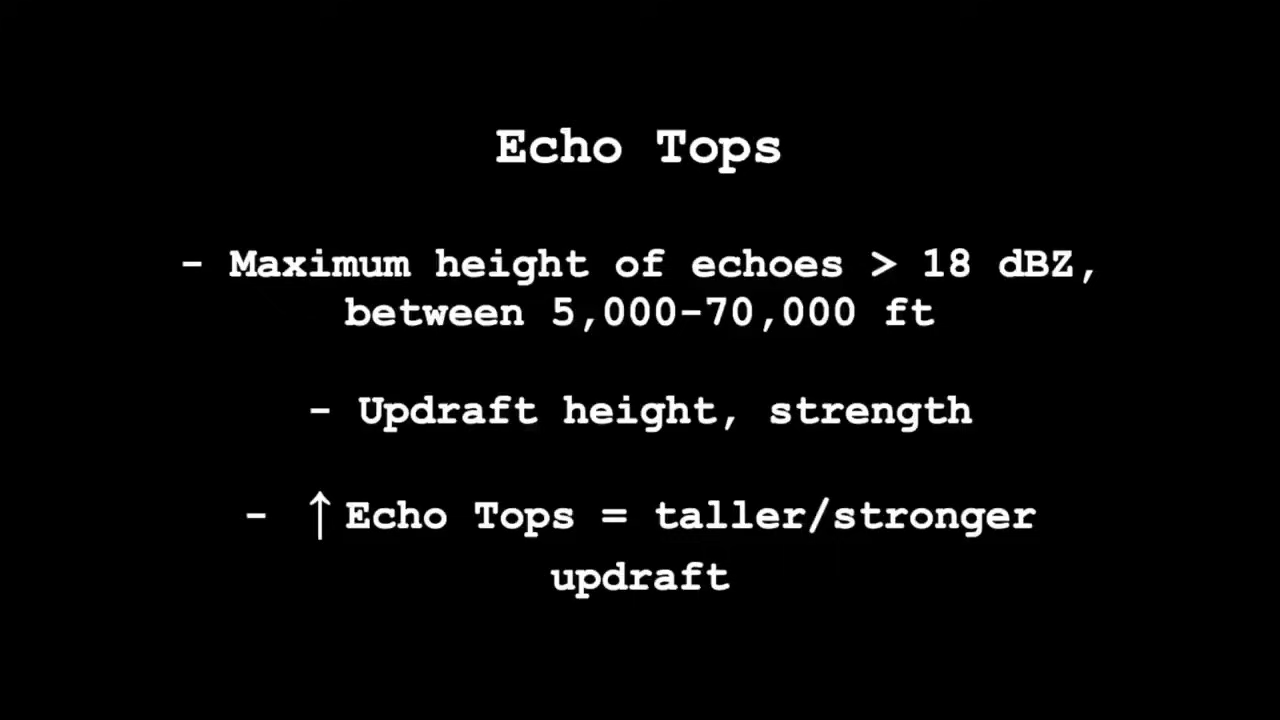 Echo Tops
- Maximum height of echoes > 18 dBZ,
between 5,000-70,000 ft
- Updraft height, strength
- ↑Echo Tops = taller/stronger
updraft